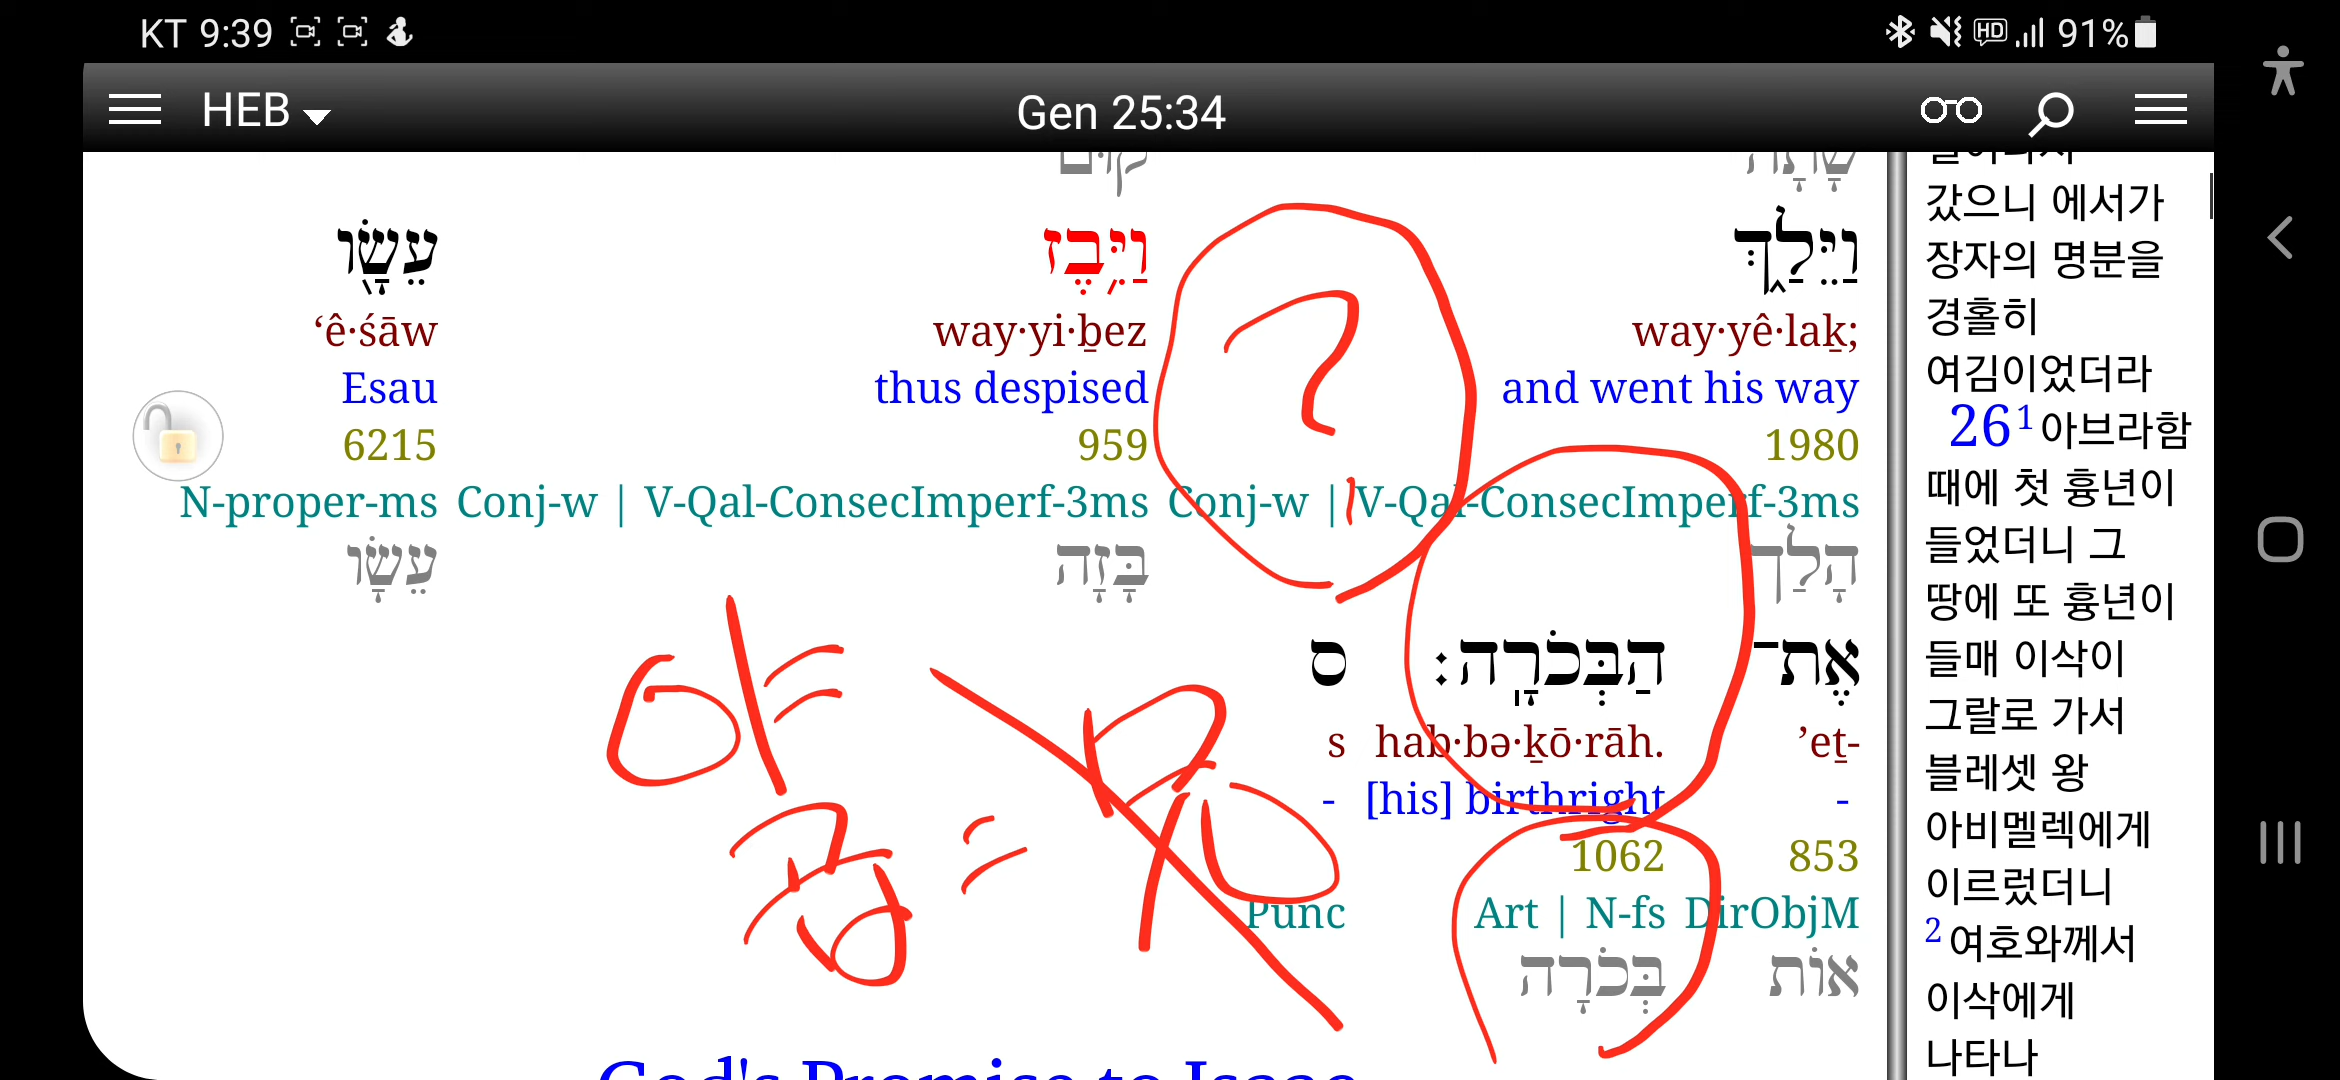 KT 9:39 HD 91%
HEB Gen 25:34
וַיֵּלַ֑ךְ וַיִּ֥בֶז עֵשָׂ֖ו
way·yê·laḵ; way·yi·ḇez ‘ê·śāw
and went his way thus despised Esau
1980 959 6215
Conj-w | V-Qal-ConsecImperf-3ms Conj-w | V-Qal-ConsecImperf-3ms N-proper-ms
הָלַךְ בָּזָה עֵשָׂו
אֶת־ הַבְּכֹרָֽה׃ ס
’eṯ- hab·bə·ḵō·rāh. s
- [his] birthright -
853 1062
DirObjM Art | N-fs Punc
אוֹת בְּכֹרָה
God's Promise to Isaac
?
갔으니 에서가
장자의 명분을
경홀히
여김이었더라
26 1 아브라함
때에 첫 흉년이
들었더니 그
땅에 또 흉년이
들매 이삭이
그랄로 가서
블레셋 왕
아비멜렉에게
이르렀더니
2 여호와께서
이삭에게
나타나